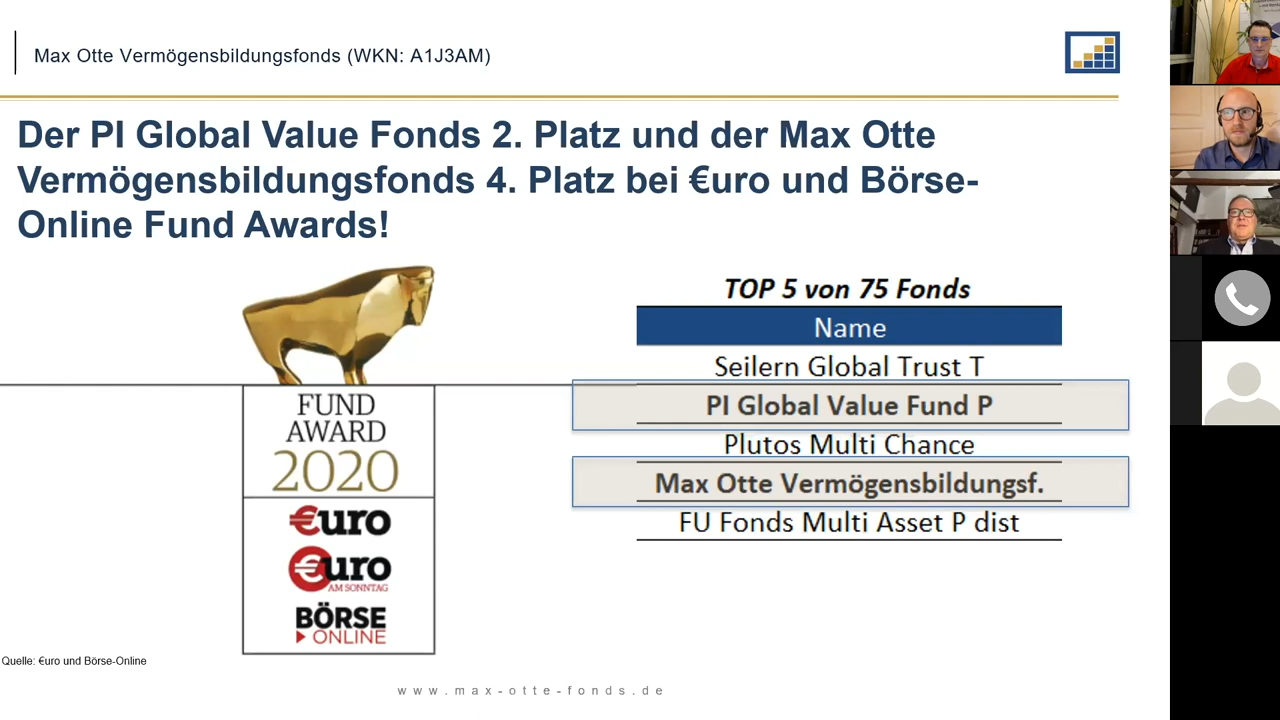 Max Otte Vermögensbildungsfonds (WKN: A1J3AM)
Der PI Global Value Fonds 2. Platz und der Max Otte
Vermögensbildungsfonds 4. Platz bei €uro und Börse-
Online Fund Awards!
TOP 5 von 75 Fonds
Name
Seilern Global Trust T
PI Global Value Fund P
Plutos Multi Chance
Max Otte Vermögensbildungsf.
FU Fonds Multi Asset P dist
FUND
AWARD
2020
€uro
€uro
AM SONNTAG
BÖRSE
ONLINE
Quelle: €uro und Börse-Online
www.max-otte-fonds.de